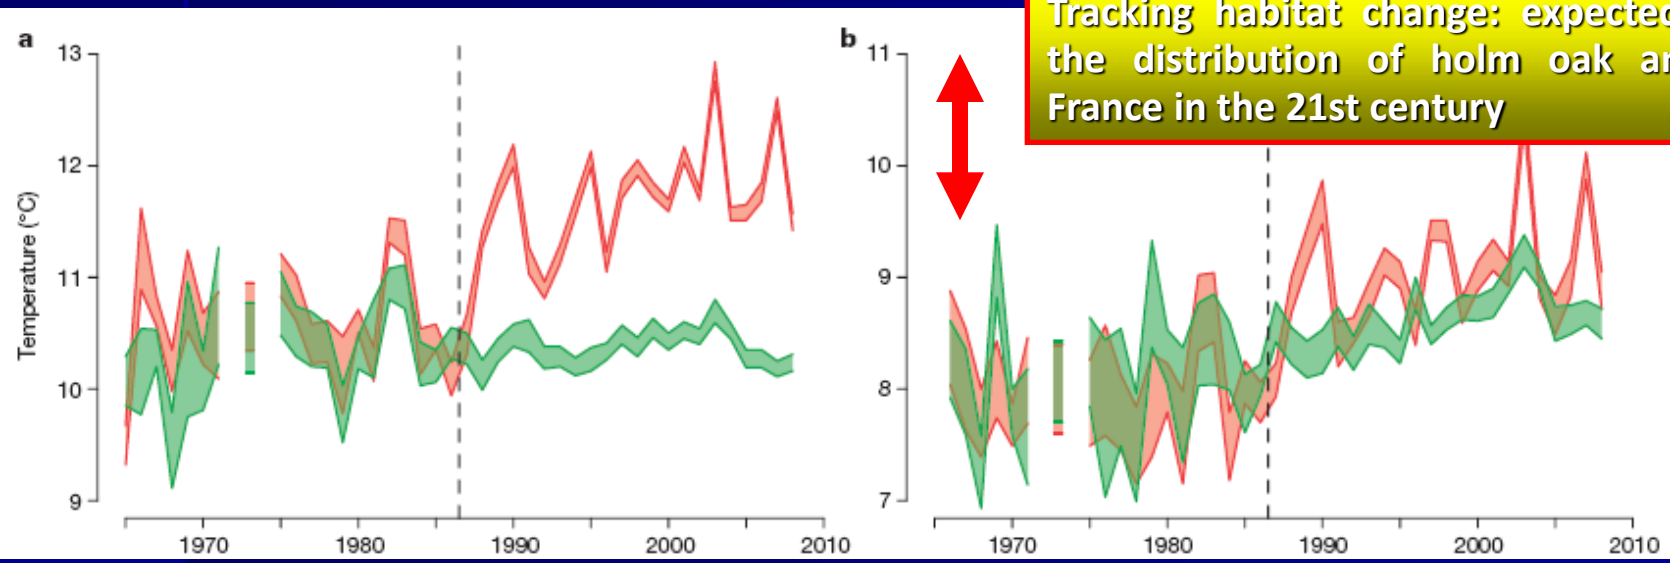 Tracking habitat change: expected
the distribution of holm oak
France in the 21st century
a
b
Temperature (°C)
13
12
11
10
9
11
10
9
8
7
1970 1980 1990 2000 2010
1970 1980 1990 2000 2010